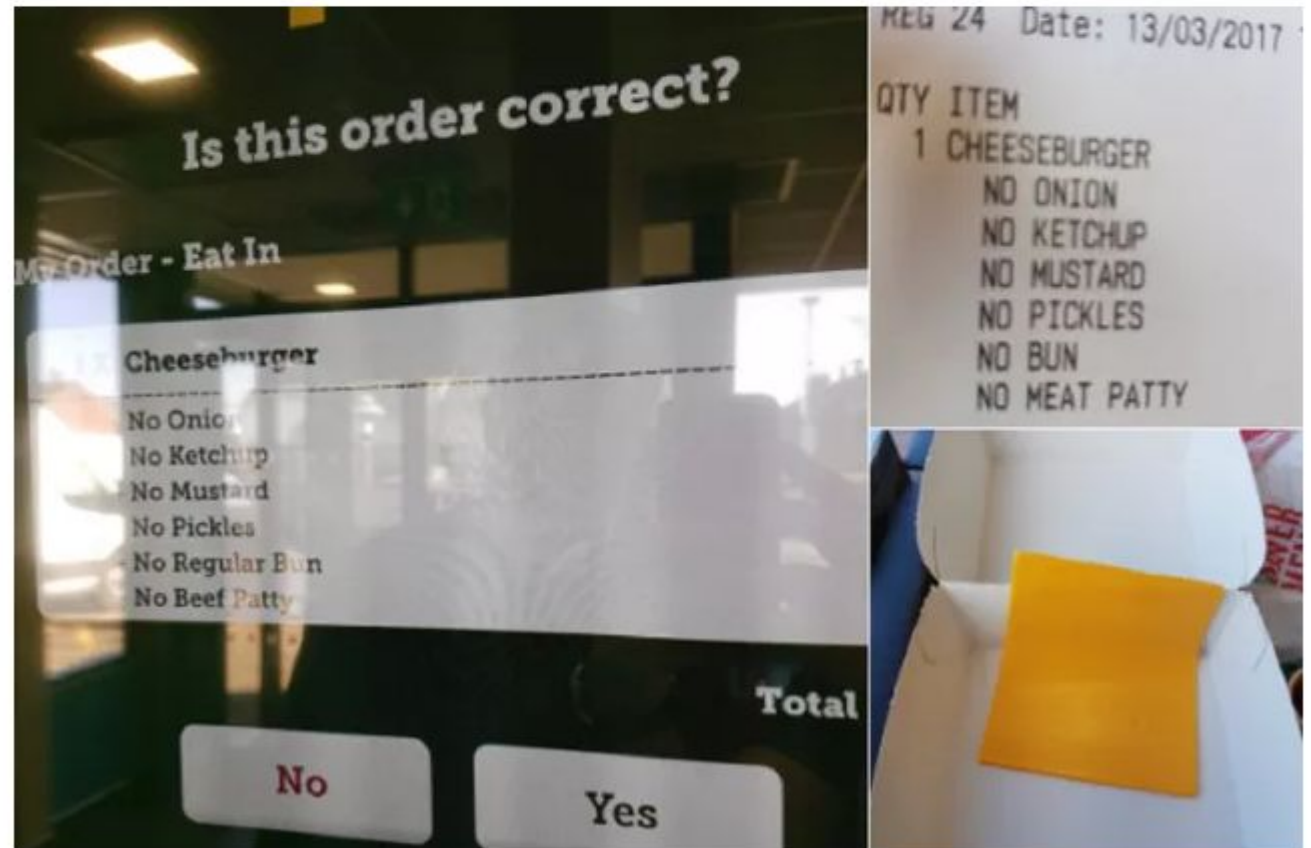 Is this order correct?
My Order - Eat In
1 x Cheeseburger
No Onion
No Ketchup
No Mustard
No Pickles
No Regular Bun
No Beef Patty
Total
No
Yes
REG 24 Date: 13/03/2017
QTY ITEM
1 CHEESEBURGER
NO ONION
NO KETCHUP
NO MUSTARD
NO PICKLES
NO BUN
NO MEAT PATTY